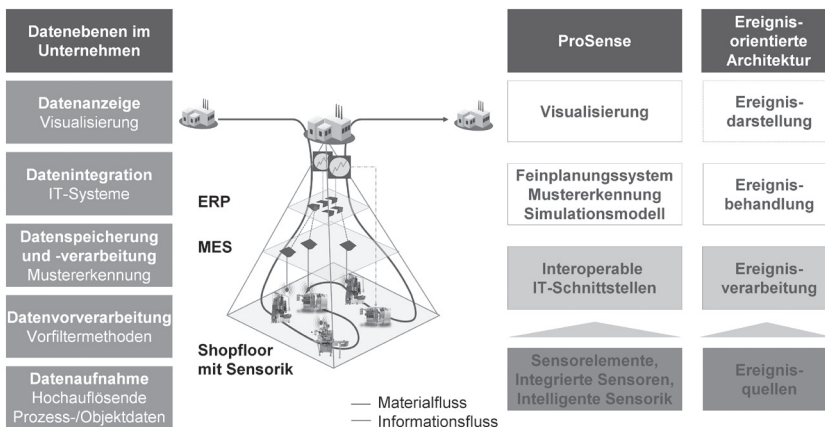 Datenebenen im
Unternehmen
Datenanzeige
Visualisierung
Datenintegration
IT-Systeme
Datenspeicherung
und -verarbeitung
Mustererkennung
Datenvorverarbeitung
Vorfiltermethoden
Datenaufnahme
Hochauflösende
Prozess-/Objektdaten
ERP
MES
Shopfloor
mit Sensorik
Materialfluss
Informationsfluss
ProSense
Visualisierung
Feinplanungssystem
Mustererkennung
Simulationsmodell
Interoperable
IT-Schnittstellen
Sensorelemente,
Integrierte Sensoren,
Intelligente Sensorik
Ereignis-
orientierte
Architektur
Ereignis-
darstellung
Ereignis-
behandlung
Ereignis-
verarbeitung
Ereignis-
quellen